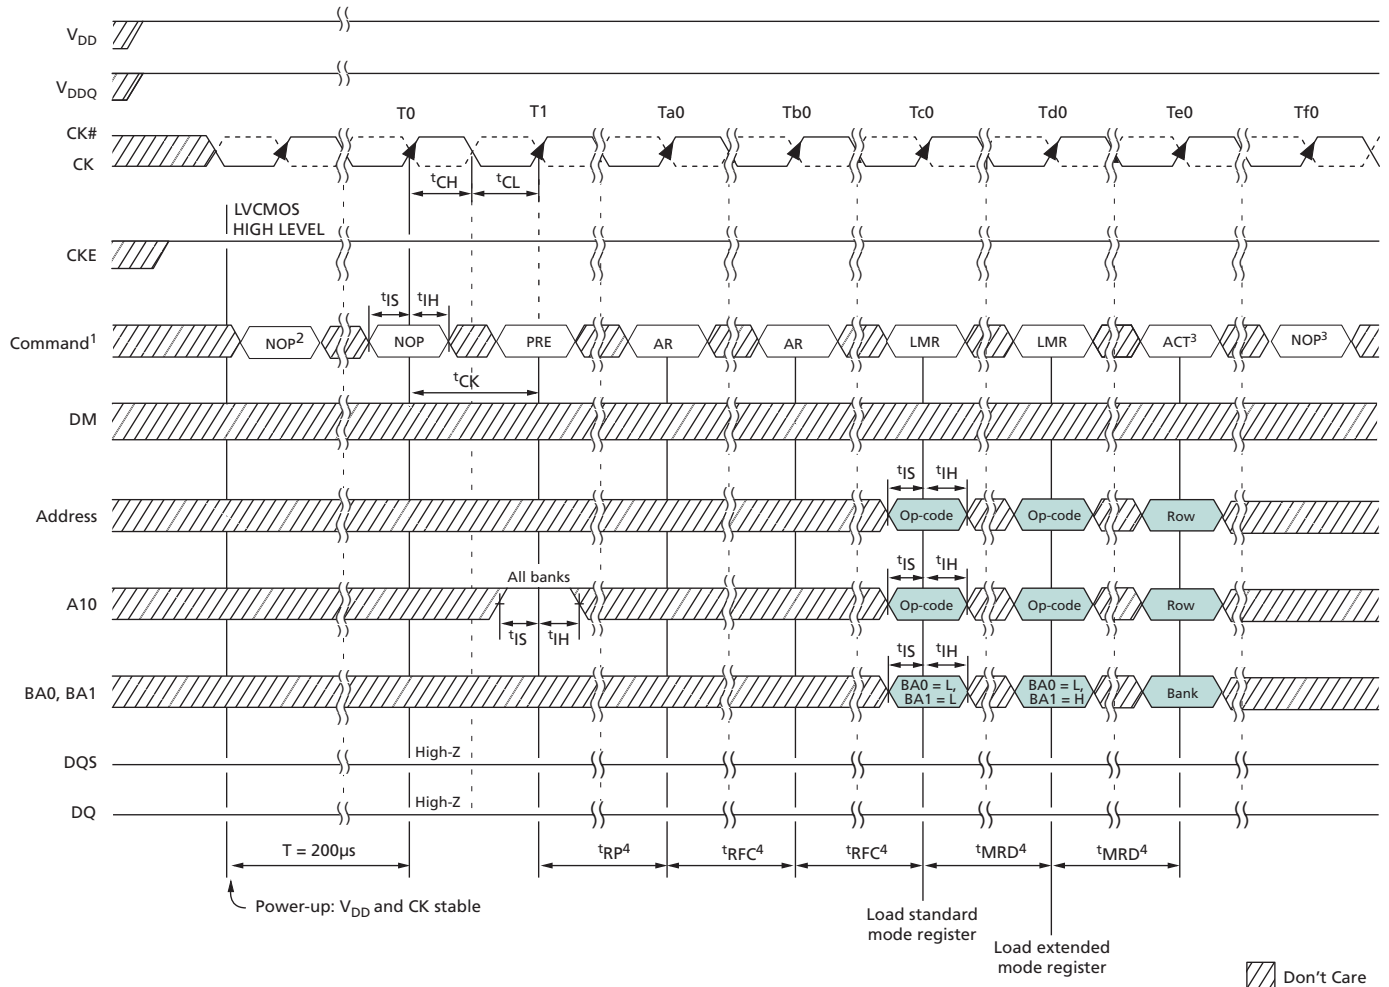 VDD
VDDQ
T0 T1 Ta0 Tb0 Tc0 Td0 Te0 Tf0
CK#
CK
tCH tCL
LVCMOS
HIGH LEVEL
CKE
tIS tIH
Command1 NOP2 NOP PRE AR AR LMR LMR ACT3 NOP3
tCK
DM
tIS tIH
Address Op-code Op-code Row
All banks tIS tIH
A10 Op-code Op-code Row
tIS tIH
tIS tIH
BA0, BA1 BA0 = L, BA1 = L BA0 = L, BA1 = H Bank
High-Z
DQS
High-Z
DQ
T = 200µs tRP4 tRFC4 tRFC4 tMRD4 tMRD4
Power-up: VDD and CK stable
Load standard
mode register
Load extended
mode register
Don't Care